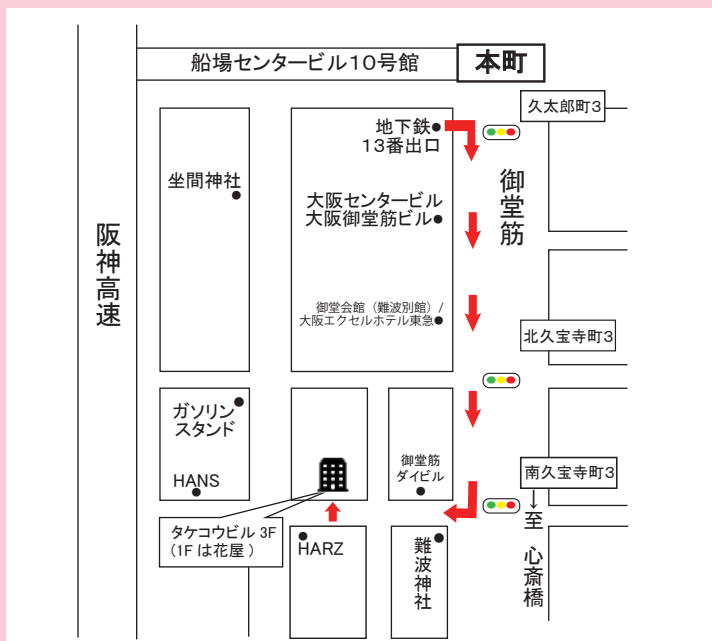 船場センタービル10号館
本町
久太郎町3
地下鉄
13番出口
坐間神社
御堂筋
大阪センタービル
大阪御堂筋ビル
阪神高速
御堂会館（難波別館）/
大阪エクセルホテル東急
北久宝寺町3
ガソリン
スタンド
御堂筋
ダイビル
HANS
南久宝寺町3
タケコウビル 3F
(1F は花屋 )
HARZ
難波神社
↓
至 心斎橋